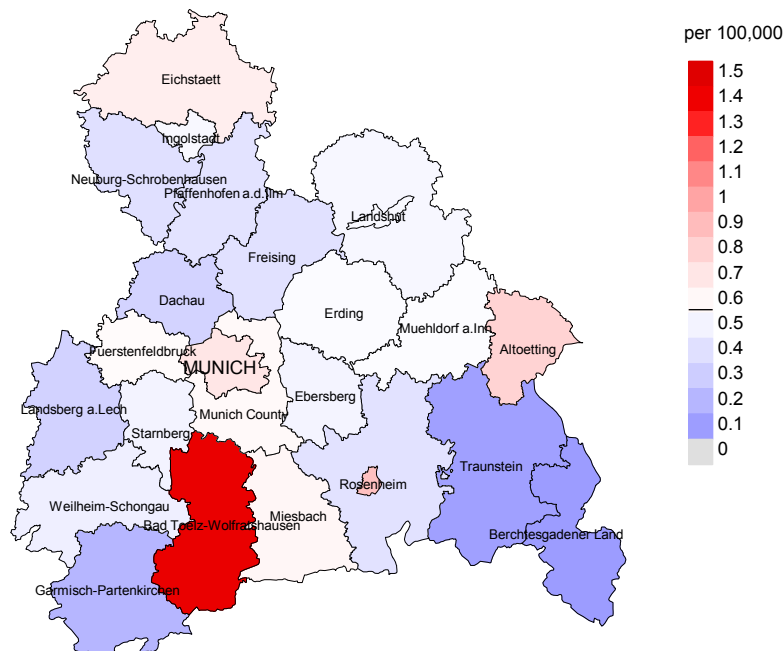 per 100,000
1.5
1.4
1.3
1.2
1.1
1
0.9
0.8
0.7
0.6
0.5
0.4
0.3
0.2
0.1
0
Eichstaett
Ingolstadt
Neuburg-Schrobenhausen
Pfaffenhofen a.d.Ilm
Landshut
Freising
Dachau
Erding
Muehldorf a.Inn
Altoetting
Fuerstenfeldbruck
MUNICH
Ebersberg
Landsberg a.Lech
Munich County
Starnberg
Traunstein
Rosenheim
Weilheim-Schongau
Miesbach
Bad Toelz-Wolfratshausen
Berchtesgadener Land
Garmisch-Partenkirchen